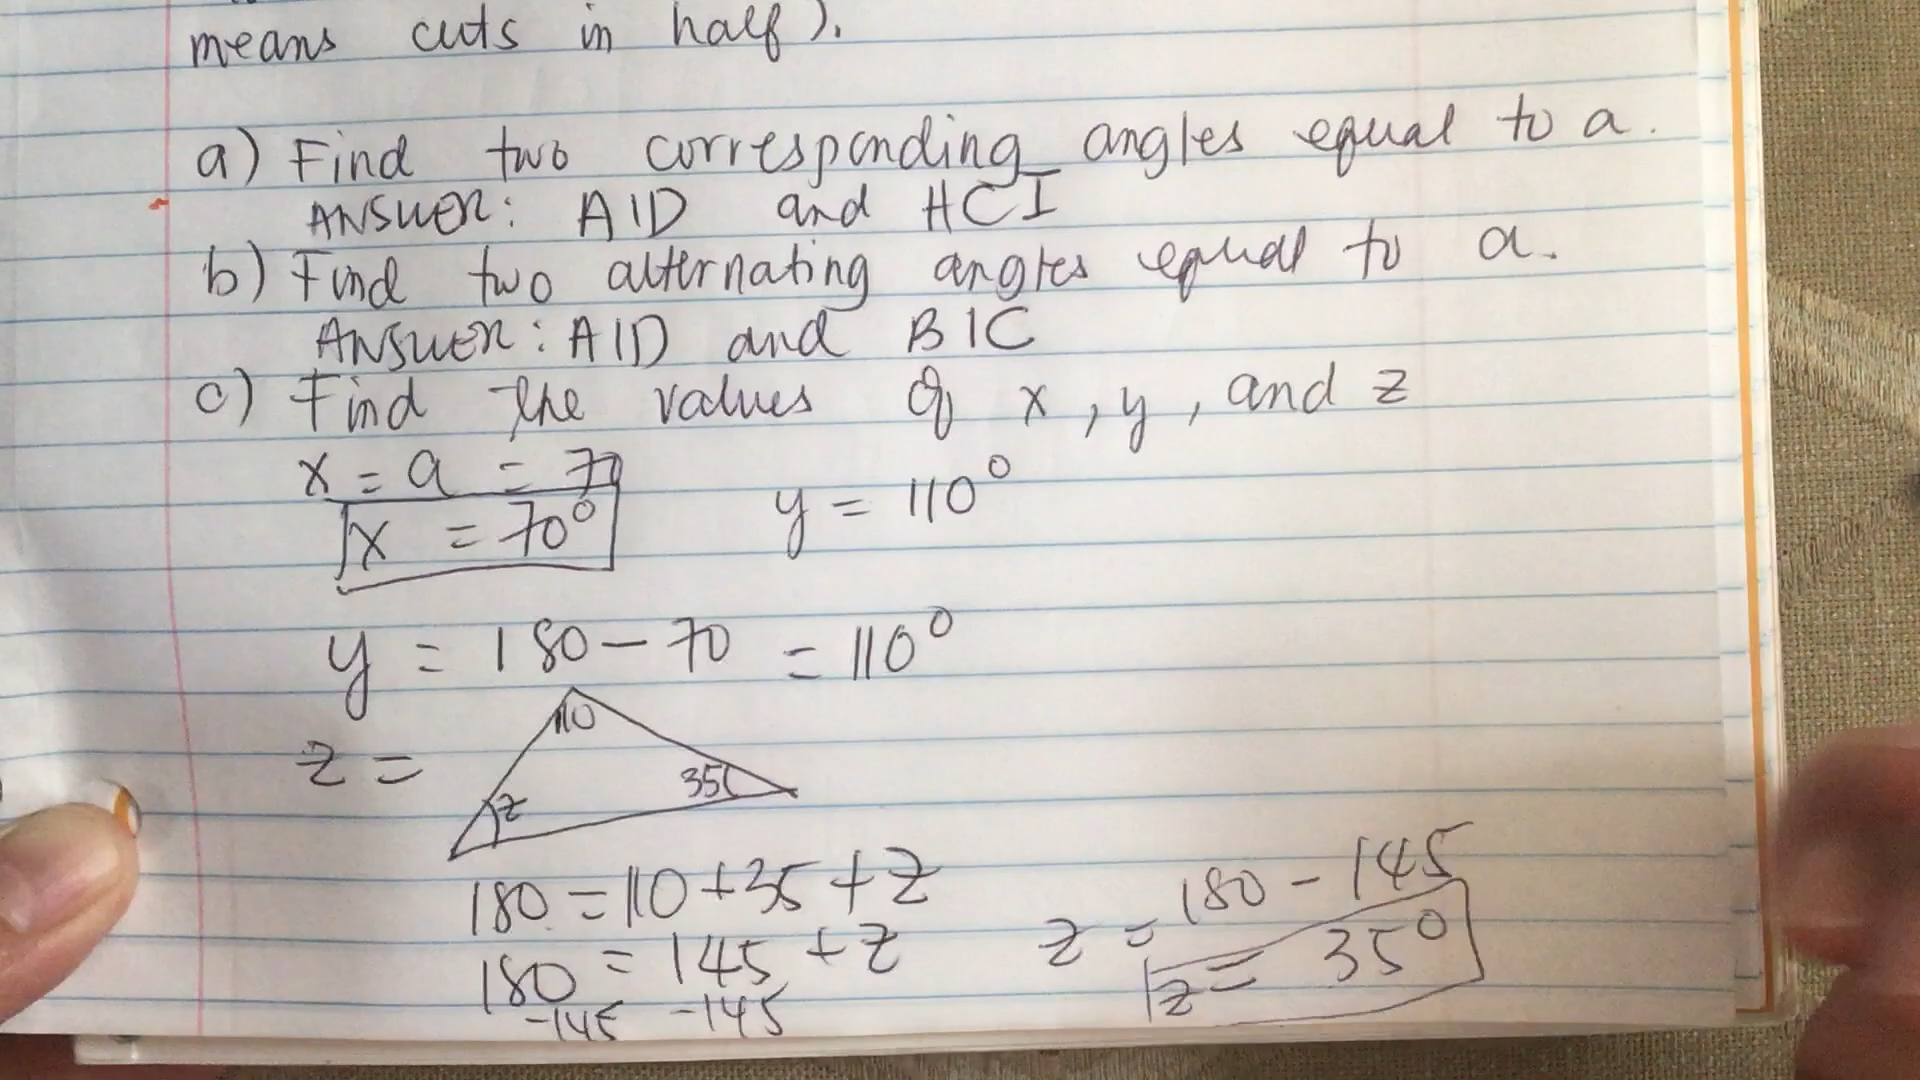 means cuts in half).
a) Find two corresponding angles equal to a.
ANSWER: AID and HCI
b) Find two alternating angles equal to a.
ANSWER: AID and BIC
c) Find the values of x, y, and z
x = a = 70
x = 70° y = 110°
y = 180 - 70 = 110°
z =
110
35
z
180 = 110 + 35 + z
180 = 145 + z
-145 -145
z = 180 - 145
z = 35°